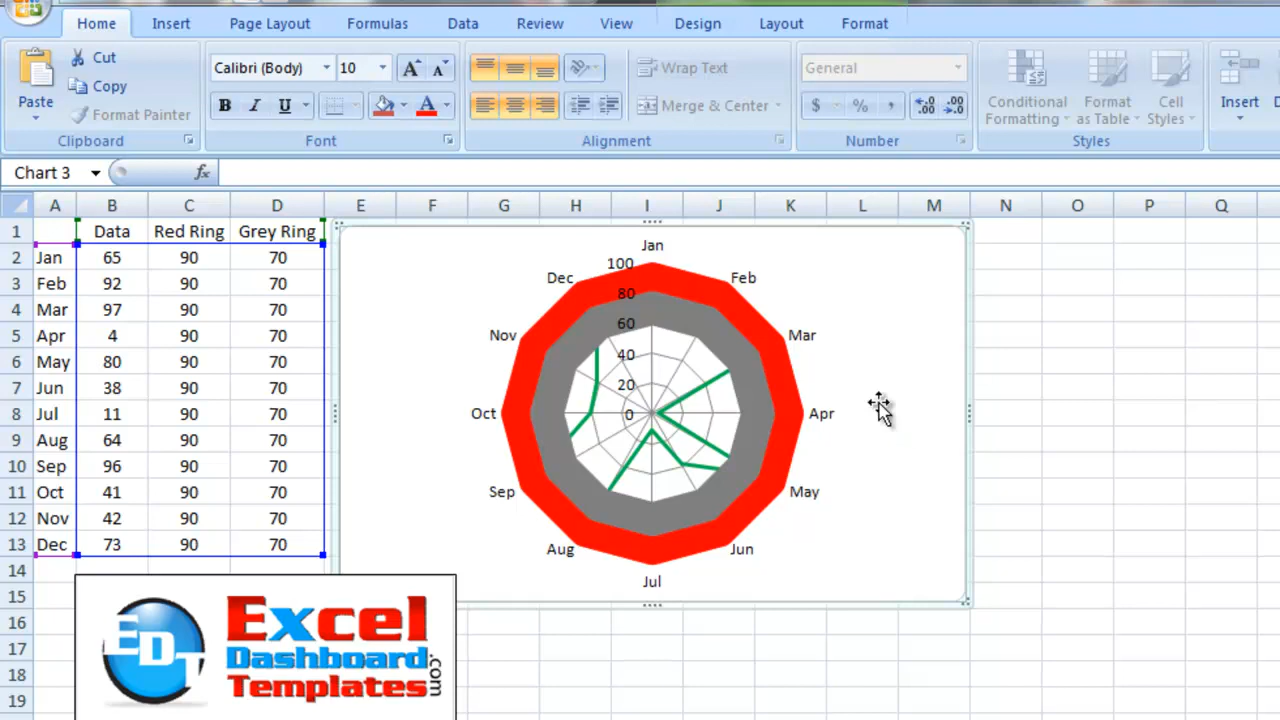 Home Insert Page Layout Formulas Data Review View Design Layout Format
Paste
Cut
Copy
Format Painter
Clipboard
Calibri (Body) 10 A A
B I U A
Font
Wrap Text
Merge & Center
Alignment
General
$ % , .0 .00 .00 .0
Number
Conditional Formatting
Format as Table
Cell Styles
Styles
Insert
Chart 3 fx
A B C D E F G H I J K L M N O P Q
1 Data Red Ring Grey Ring
2 Jan 65 90 70
3 Feb 92 90 70
4 Mar 97 90 70
5 Apr 4 90 70
6 May 80 90 70
7 Jun 38 90 70
8 Jul 11 90 70
9 Aug 64 90 70
10 Sep 96 90 70
11 Oct 41 90 70
12 Nov 42 90 70
13 Dec 73 90 70
14
15
16
17
18
19
Jan
Feb
Mar
Apr
May
Jun
Jul
Aug
Sep
Oct
Nov
Dec
100
80
60
40
20
0
EDT
Excel
Dashboard
Templates
.com